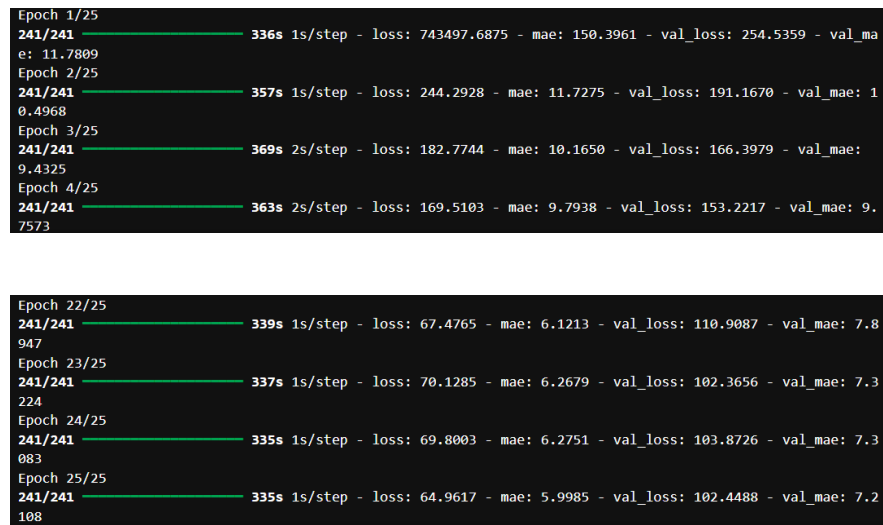 Epoch 1/25
241/241 ━━━━━━━━━━━━━━━━━━━━ 336s 1s/step - loss: 743497.6875 - mae: 150.3961 - val_loss: 254.5359 - val_ma
e: 11.7809
Epoch 2/25
241/241 ━━━━━━━━━━━━━━━━━━━━ 357s 1s/step - loss: 244.2928 - mae: 11.7275 - val_loss: 191.1670 - val_mae: 1
0.4968
Epoch 3/25
241/241 ━━━━━━━━━━━━━━━━━━━━ 369s 2s/step - loss: 182.7744 - mae: 10.1650 - val_loss: 166.3979 - val_mae:
9.4325
Epoch 4/25
241/241 ━━━━━━━━━━━━━━━━━━━━ 363s 2s/step - loss: 169.5103 - mae: 9.7938 - val_loss: 153.2217 - val_mae: 9.
7573
Epoch 22/25
241/241 ━━━━━━━━━━━━━━━━━━━━ 339s 1s/step - loss: 67.4765 - mae: 6.1213 - val_loss: 110.9087 - val_mae: 7.8
947
Epoch 23/25
241/241 ━━━━━━━━━━━━━━━━━━━━ 337s 1s/step - loss: 70.1285 - mae: 6.2679 - val_loss: 102.3656 - val_mae: 7.3
224
Epoch 24/25
241/241 ━━━━━━━━━━━━━━━━━━━━ 335s 1s/step - loss: 69.8003 - mae: 6.2751 - val_loss: 103.8726 - val_mae: 7.3
083
Epoch 25/25
241/241 ━━━━━━━━━━━━━━━━━━━━ 335s 1s/step - loss: 64.9617 - mae: 5.9985 - val_loss: 102.4488 - val_mae: 7.2
108